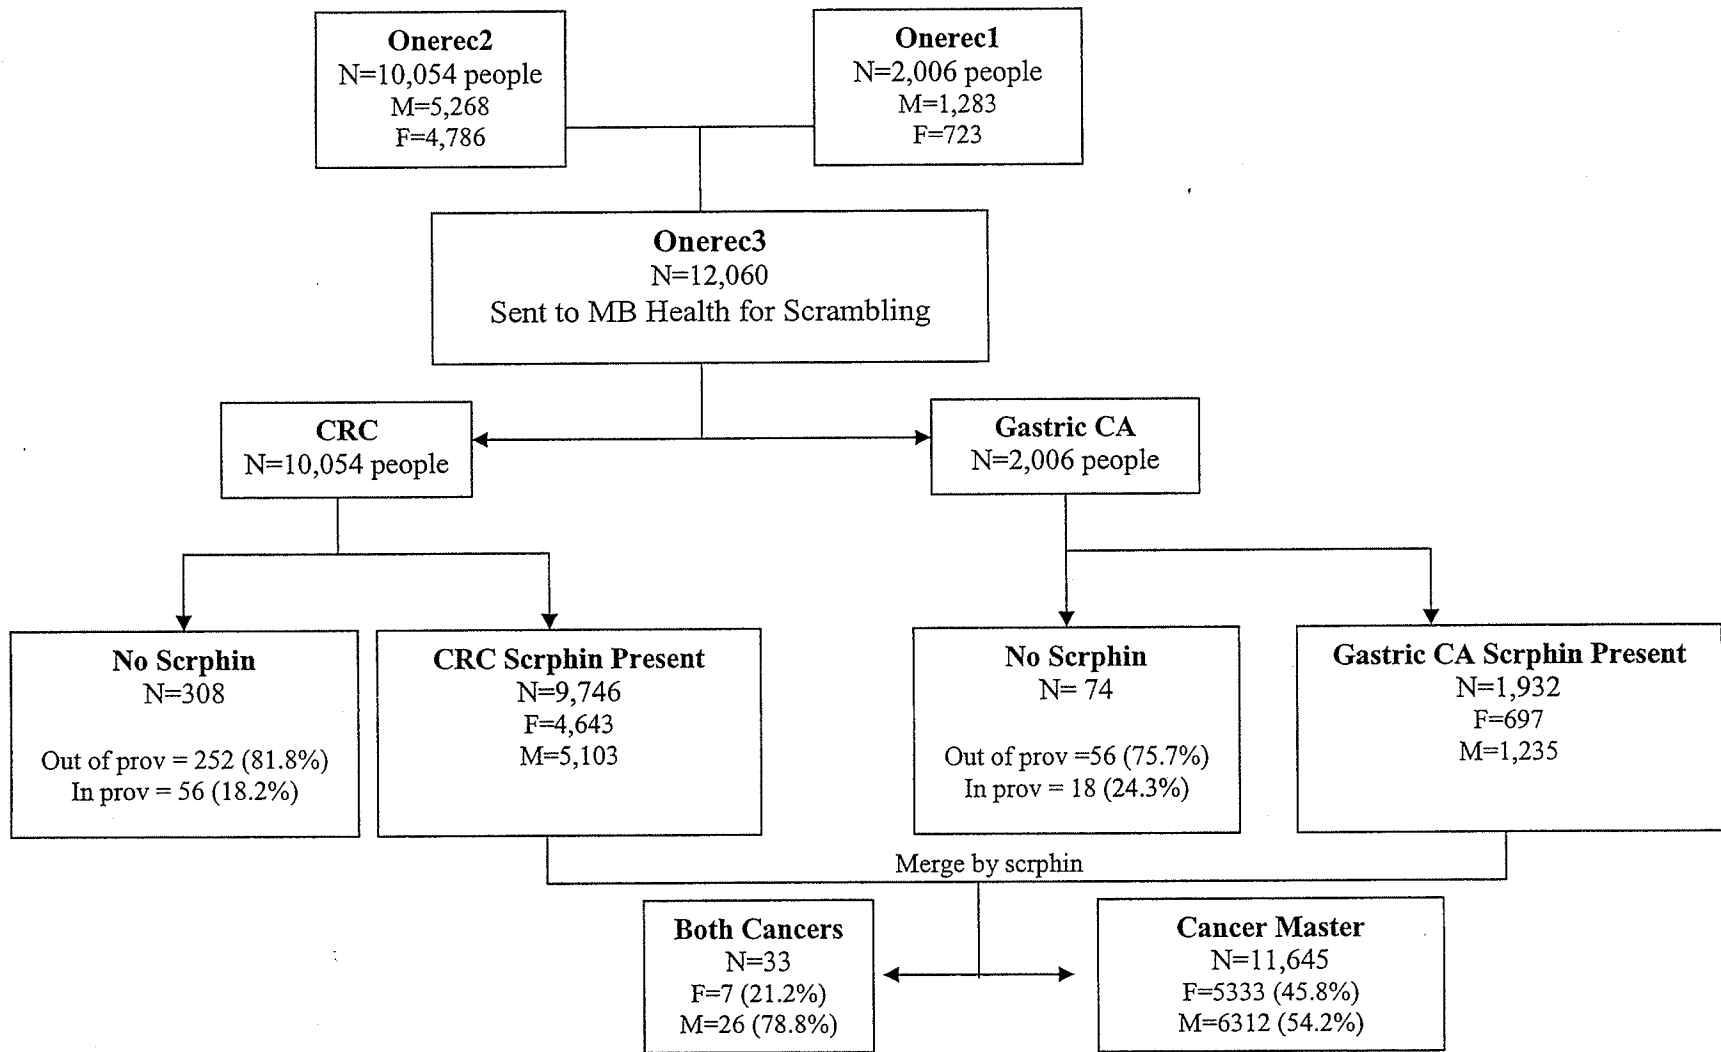 Onerec2
N=10,054 people
M=5,268
F=4,786
Onerec1
N=2,006 people
M=1,283
F=723
Onerec3
N=12,060
Sent to MB Health for Scrambling
CRC
N=10,054 people
Gastric CA
N=2,006 people
No Scrphin
N=308
Out of prov = 252 (81.8%)
In prov = 56 (18.2%)
CRC Scrphin Present
N=9,746
F=4,643
M=5,103
No Scrphin
N= 74
Out of prov =56 (75.7%)
In prov = 18 (24.3%)
Gastric CA Scrphin Present
N=1,932
F=697
M=1,235
Merge by scrphin
Both Cancers
N=33
F=7 (21.2%)
M=26 (78.8%)
Cancer Master
N=11,645
F=5333 (45.8%)
M=6312 (54.2%)